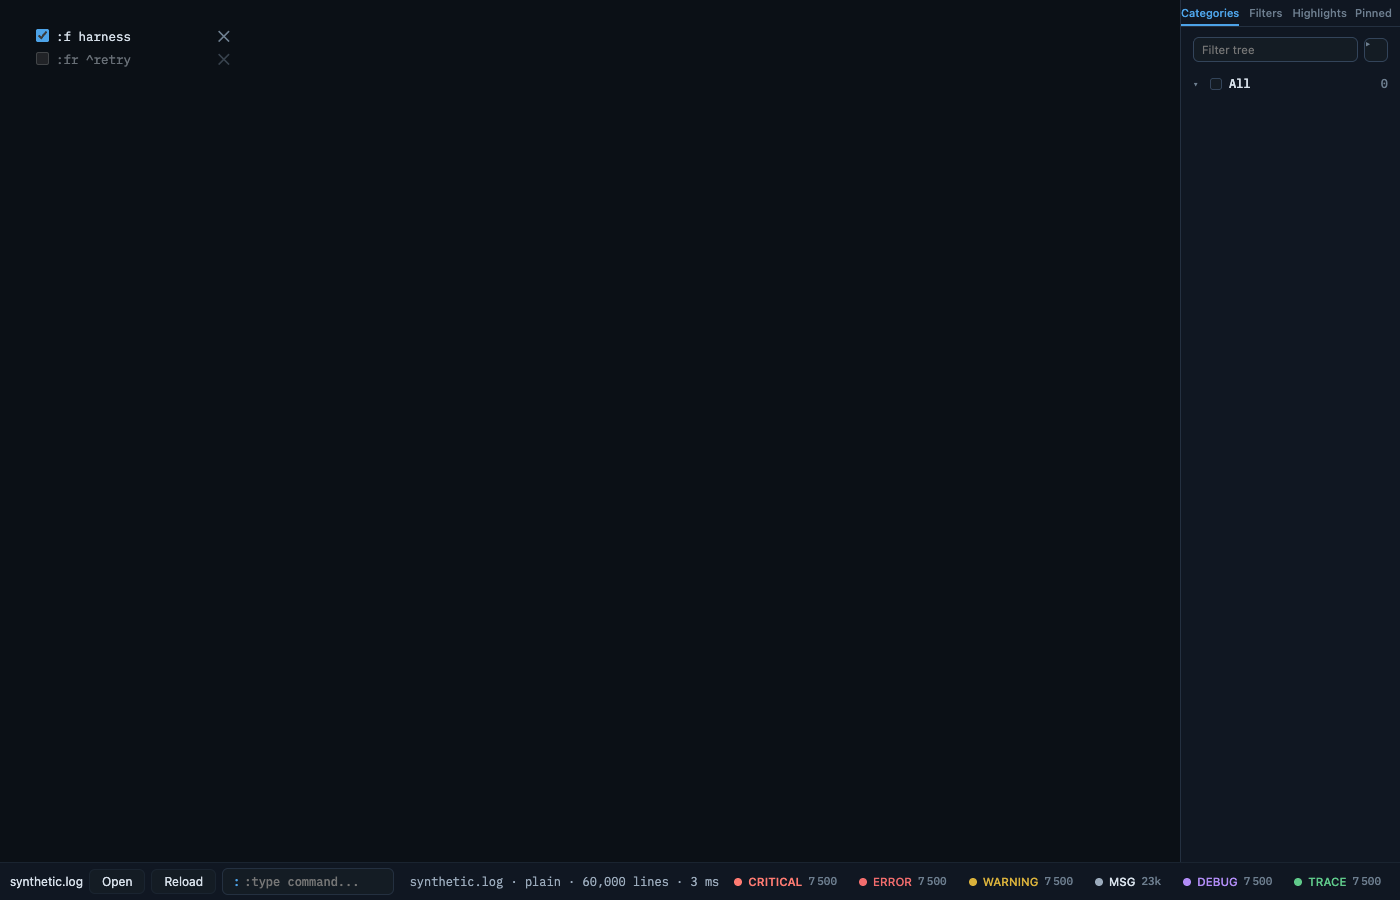 :f harness
:fr ^retry
Categories Filters Highlights Pinned
Filter tree
All 0
synthetic.log Open Reload : :type command... synthetic.log · plain · 60,000 lines · 3 ms CRITICAL 7 500 ERROR 7 500 WARNING 7 500 MSG 23k DEBUG 7 500 TRACE 7 500